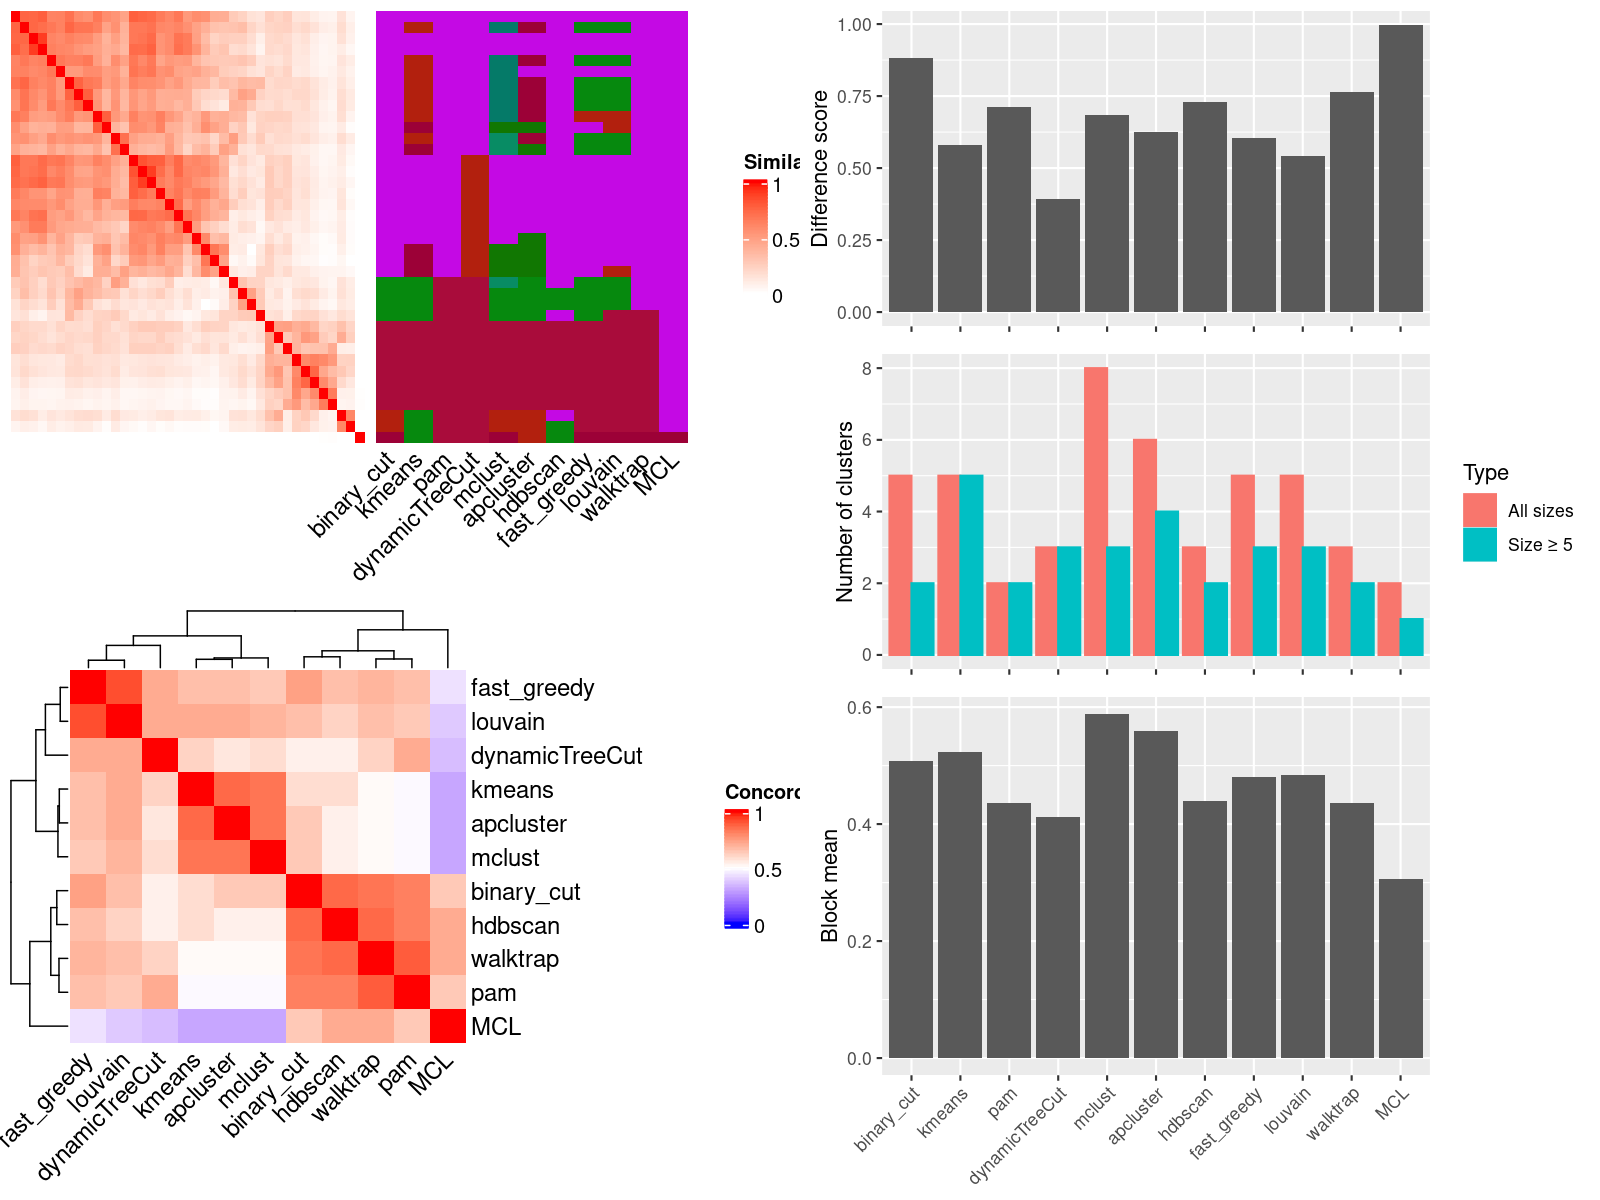 Simila
1
0.5
0
binary_cut
kmeans
pam
dynamicTreeCut
mclust
apcluster
hdbscan
fast_greedy
louvain
walktrap
MCL
fast_greedy
louvain
dynamicTreeCut
kmeans
apcluster
mclust
binary_cut
hdbscan
walktrap
pam
MCL
Concord
1
0.5
0
fast_greedy
louvain
dynamicTreeCut
kmeans
apcluster
mclust
binary_cut
hdbscan
walktrap
pam
MCL
Difference score
1.00
0.75
0.50
0.25
0.00
Number of clusters
8
6
4
2
0
Type
All sizes
Size ≥ 5
Block mean
0.6
0.4
0.2
0.0
binary_cut
kmeans
pam
dynamicTreeCut
mclust
apcluster
hdbscan
fast_greedy
louvain
walktrap
MCL